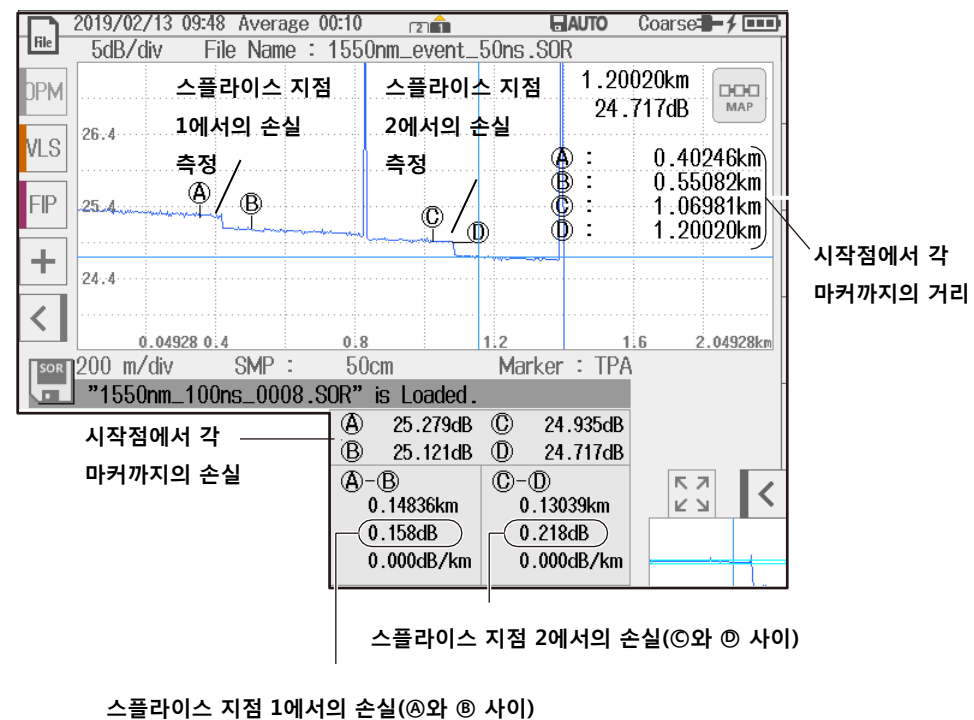 2019/02/13 09:48 Average 00:10 2 1 AUTO Coarse
File
5dB/div File Name : 1550nm_event_50ns.SOR
OPM
VLS
FIP
+
<
스플라이스 지점
1에서의 손실
측정
스플라이스 지점
2에서의 손실
측정
1.20020km
24.717dB
MAP
26.4
25.4
24.4
Ⓐ
Ⓑ
Ⓒ
Ⓓ
Ⓐ : 0.40246km
Ⓑ : 0.55082km
Ⓒ : 1.06981km
Ⓓ : 1.20020km
시작점에서 각
마커까지의 거리
0.04928 0.4 0.8 1.2 1.6 2.04928km
200 m/div SMP : 50cm Marker : TPA
SOR
"1550nm_100ns_0008.SOR" is Loaded.
시작점에서 각
마커까지의 손실
Ⓐ 25.279dB Ⓒ 24.935dB
Ⓑ 25.121dB Ⓓ 24.717dB
Ⓐ-Ⓑ Ⓒ-Ⓓ
0.14836km 0.13039km
0.158dB 0.218dB
0.000dB/km 0.000dB/km
<
스플라이스 지점 2에서의 손실(Ⓒ와 Ⓓ 사이)
스플라이스 지점 1에서의 손실(Ⓐ와 Ⓑ 사이)